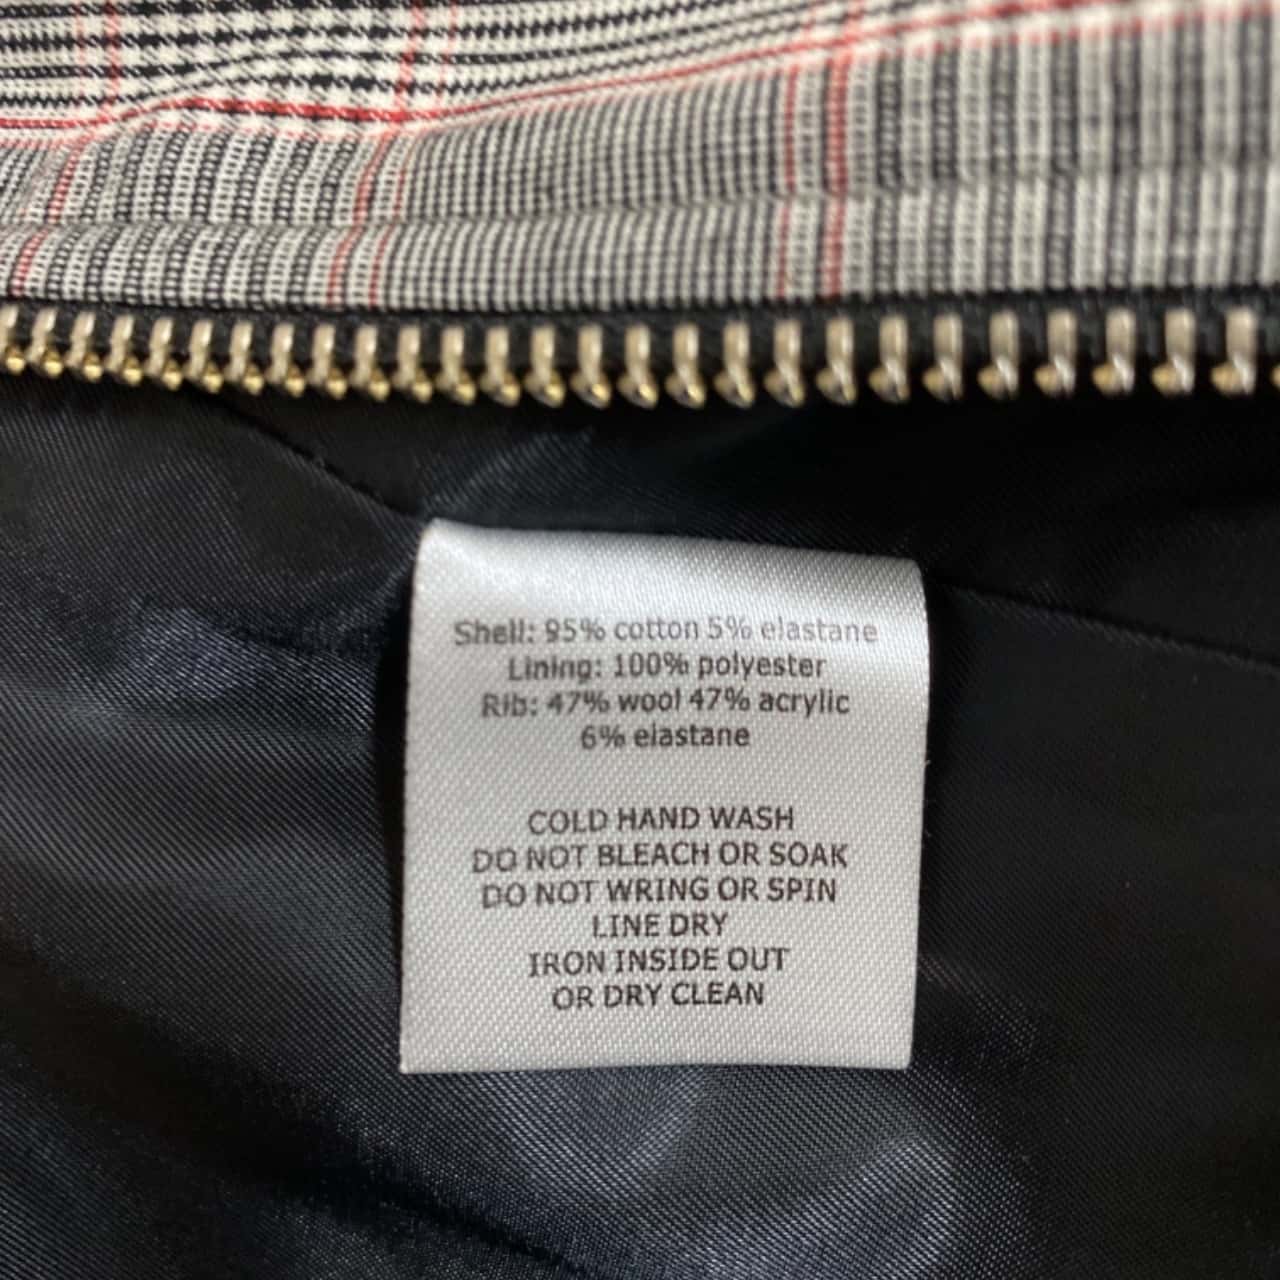 Shell: 95% cotton 5% elastane
Lining: 100% polyester
Rib: 47% wool 47% acrylic
6% elastane
COLD HAND WASH
DO NOT BLEACH OR SOAK
DO NOT WRING OR SPIN
LINE DRY
IRON INSIDE OUT
OR DRY CLEAN